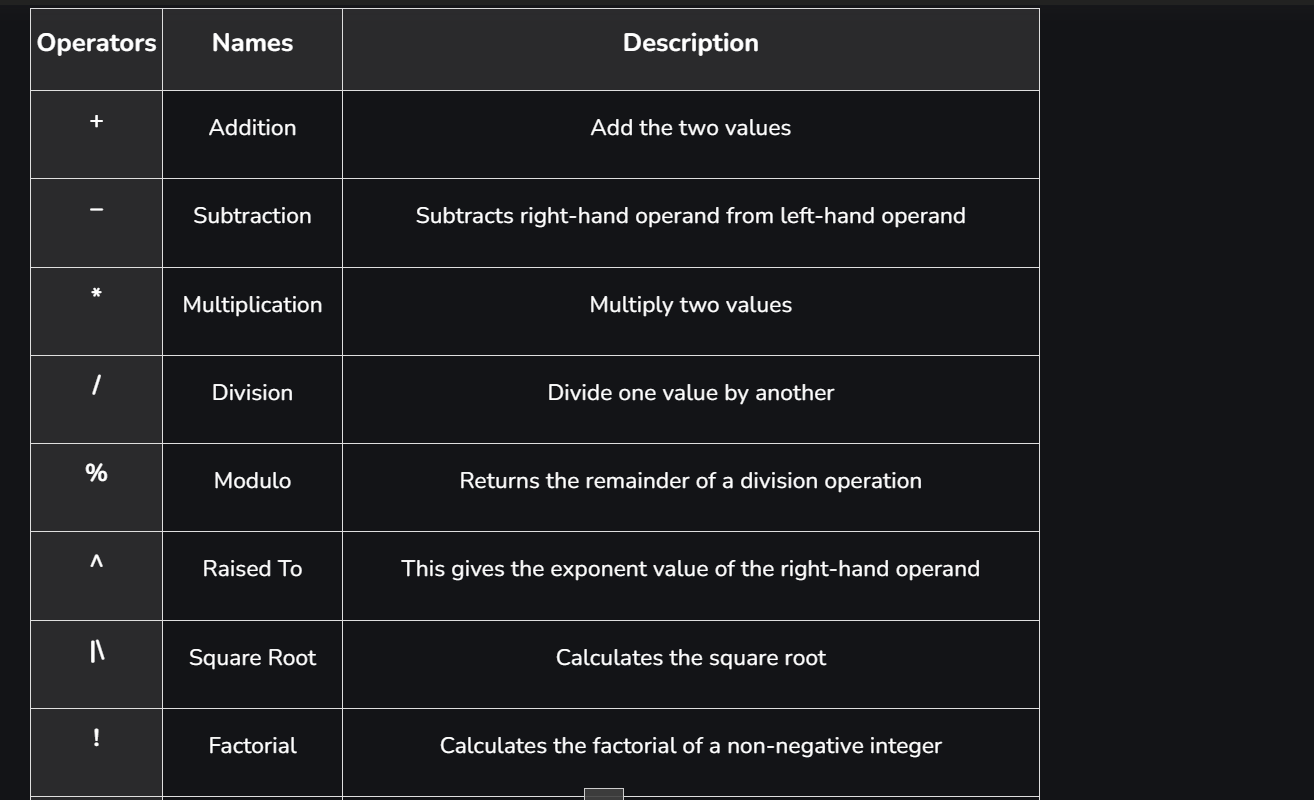 Operators Names Description
+ Addition Add the two values
– Subtraction Subtracts right-hand operand from left-hand operand
* Multiplication Multiply two values
/ Division Divide one value by another
% Modulo Returns the remainder of a division operation
^ Raised To This gives the exponent value of the right-hand operand
|\ Square Root Calculates the square root
! Factorial Calculates the factorial of a non-negative integer